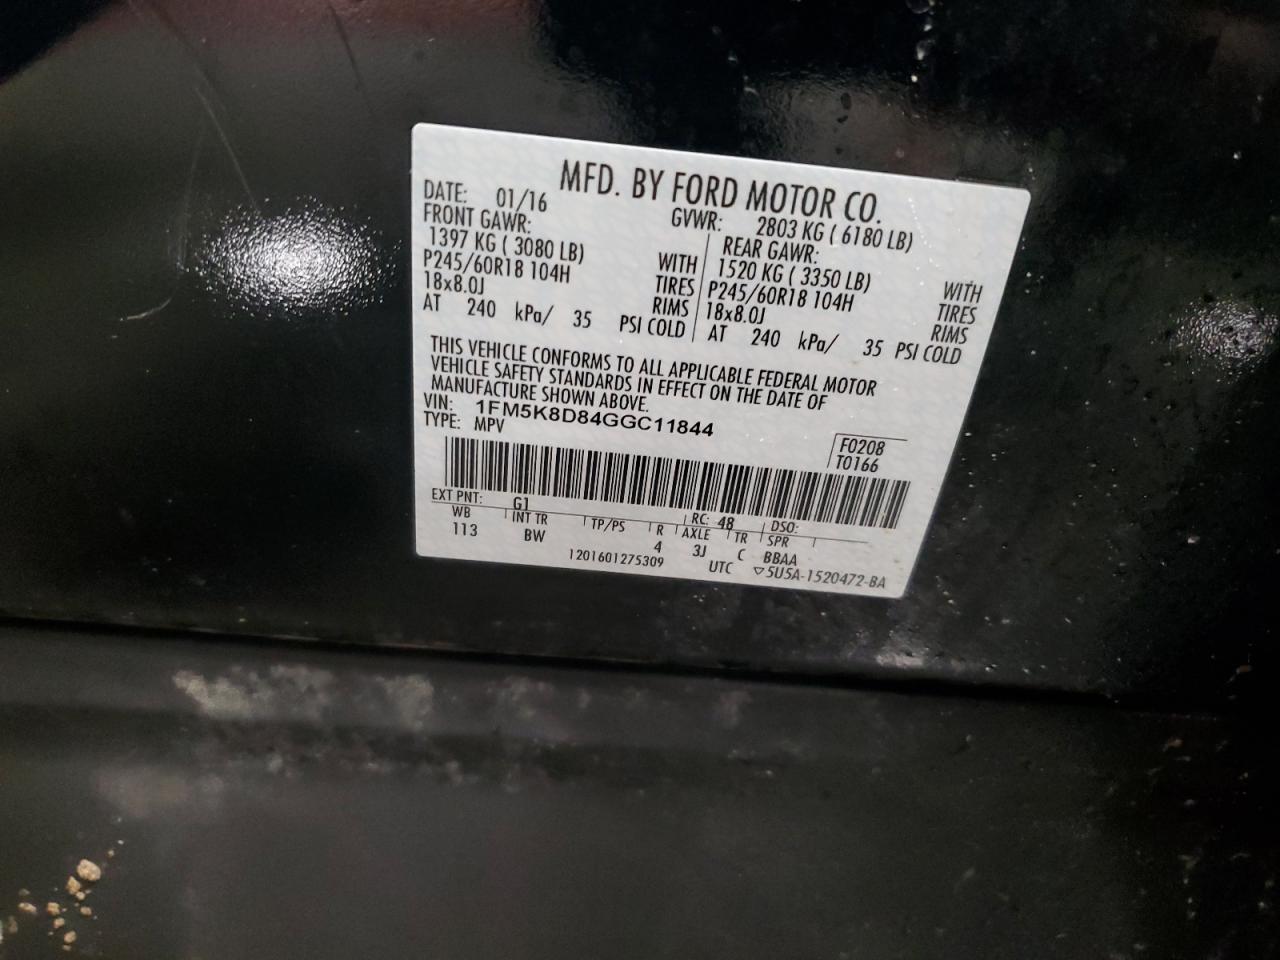 MFD. BY FORD MOTOR CO.
DATE: 01/16 GVWR: 2803 KG ( 6180 LB)
FRONT GAWR: REAR GAWR:
1397 KG ( 3080 LB) WITH 1520 KG ( 3350 LB) WITH
P245/60R18 104H TIRES P245/60R18 104H TIRES
18x8.0J RIMS 18x8.0J RIMS
AT 240 kPa/ 35 PSI COLD AT 240 kPa/ 35 PSI COLD
THIS VEHICLE CONFORMS TO ALL APPLICABLE FEDERAL MOTOR
VEHICLE SAFETY STANDARDS IN EFFECT ON THE DATE OF
MANUFACTURE SHOWN ABOVE.
VIN: 1FM5K8D84GGC11844
TYPE: MPV
F0208
T0166
EXT PNT: G1 RC: 48 DSO:
WB INT TR TP/PS R AXLE TR SPR
113 BW 4 3J C BBAA
1201601275309 UTC ▽5U5A-1520472-BA